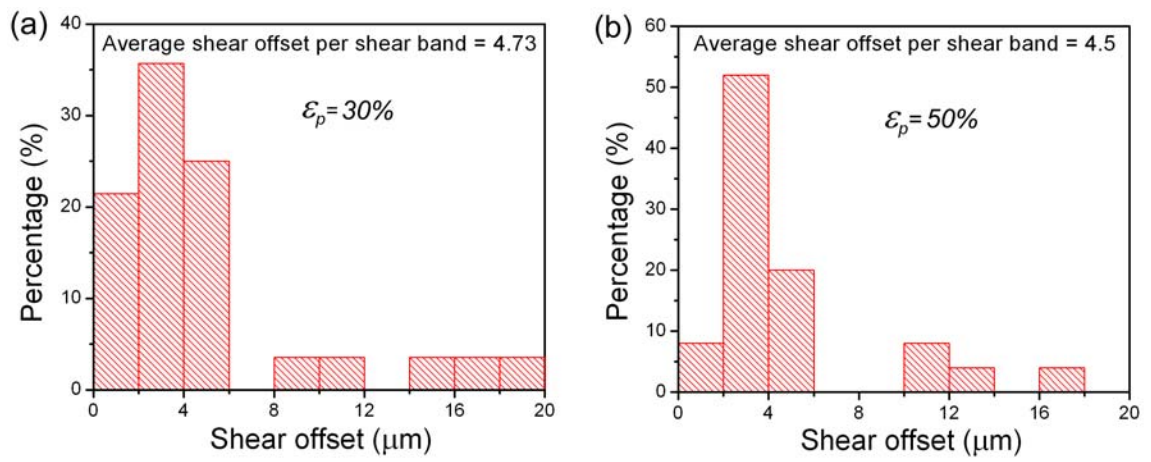 (a)
Average shear offset per shear band = 4.73
εp= 30%
Percentage (%)
40
30
20
10
0
0 4 8 12 16 20
Shear offset (μm)
(b)
Average shear offset per shear band = 4.5
εp= 50%
Percentage (%)
60
50
40
30
20
10
0
0 4 8 12 16 20
Shear offset (μm)